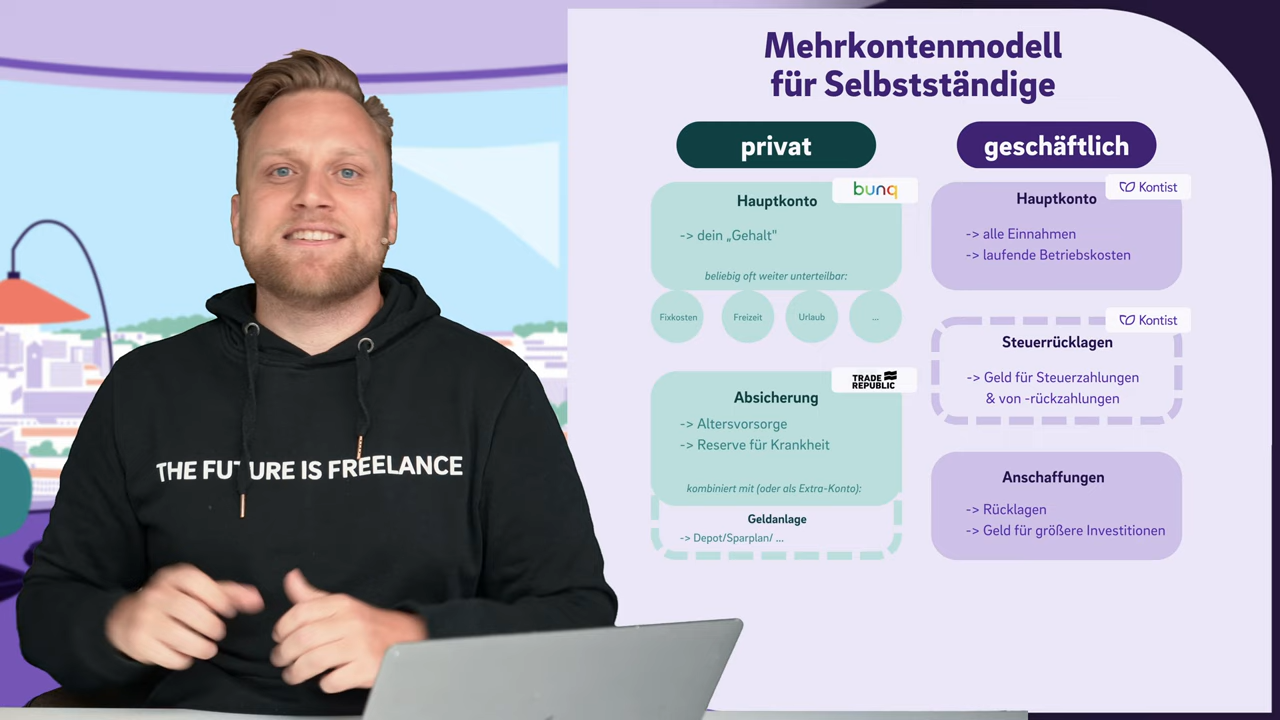 THE FUTURE IS FREELANCE
Mehrkontenmodell
für Selbstständige
privat
bunq
Hauptkonto
-> dein „Gehalt"
beliebig oft weiter unterteilbar:
Fixkosten
Freizeit
Urlaub
...
TRADE
REPUBLIC
Absicherung
-> Altersvorsorge
-> Reserve für Krankheit
kombiniert mit (oder als Extra-Konto):
Geldanlage
-> Depot/Sparplan/ ...
geschäftlich
Kontist
Hauptkonto
-> alle Einnahmen
-> laufende Betriebskosten
Kontist
Steuerrücklagen
-> Geld für Steuerzahlungen
& von -rückzahlungen
Anschaffungen
-> Rücklagen
-> Geld für größere Investitionen